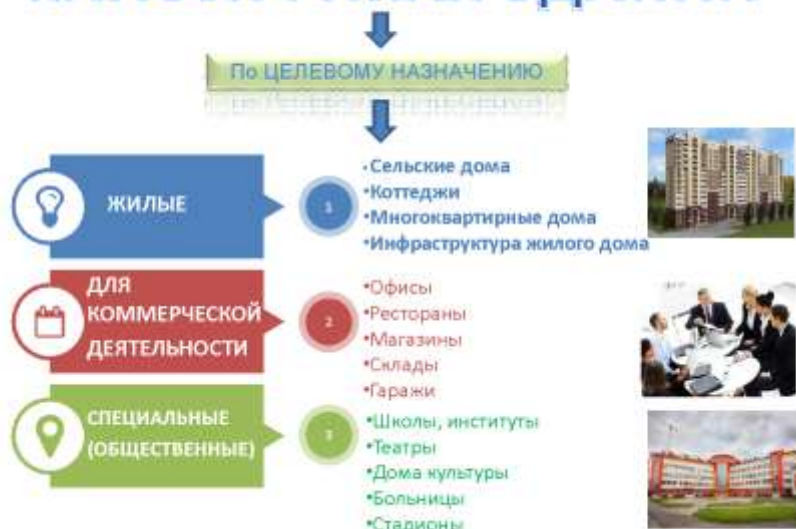 По ЦЕЛЕВОМУ НАЗНАЧЕНИЮ
ЖИЛЫЕ
1
•Сельские дома
•Коттеджи
•Многоквартирные дома
•Инфраструктура жилого дома
ДЛЯ
КОММЕРЧЕСКОЙ
ДЕЯТЕЛЬНОСТИ
2
•Офисы
•Рестораны
•Магазины
•Склады
•Гаражи
СПЕЦИАЛЬНЫЕ
(ОБЩЕСТВЕННЫЕ)
3
•Школы, институты
•Театры
•Дома культуры
•Больницы
•Стадионы